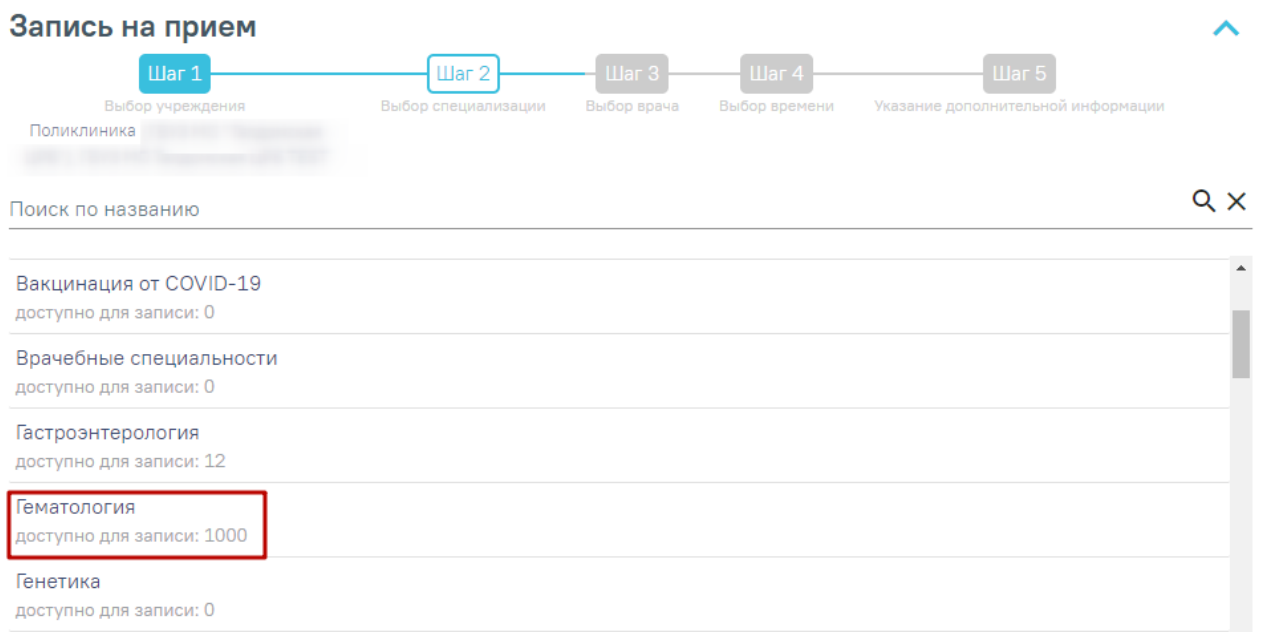 Запись на прием
Шаг 1 Шаг 2 Шаг 3 Шаг 4 Шаг 5
Выбор учреждения Выбор специализации Выбор врача Выбор времени Указание дополнительной информации
Поликлиника
Поиск по названию
Вакцинация от COVID-19
доступно для записи: 0
Врачебные специальности
доступно для записи: 0
Гастроэнтерология
доступно для записи: 12
Гематология
доступно для записи: 1000
Генетика
доступно для записи: 0